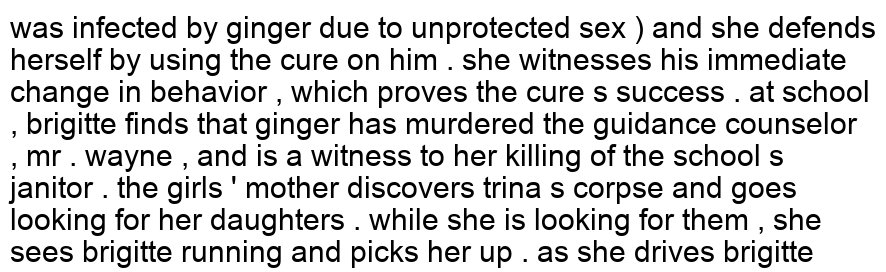 was infected by ginger due to unprotected sex ) and she defends
herself by using the cure on him . she witnesses his immediate
change in behavior , which proves the cure s success . at school
, brigitte finds that ginger has murdered the guidance counselor
, mr . wayne , and is a witness to her killing of the school s
janitor . the girls ' mother discovers trina s corpse and goes
looking for her daughters . while she is looking for them , she
sees brigitte running and picks her up . as she drives brigitte